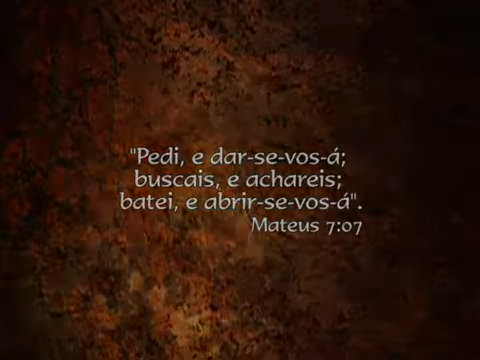 "Pedi, e dar-se-vos-á;
buscais, e achareis;
batei, e abrir-se-vos-á".
Mateus 7:07